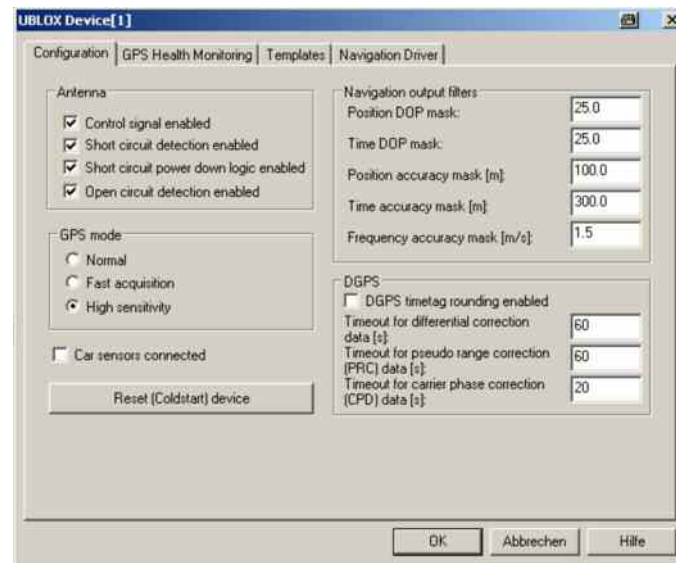 UBLOX Device[1]
Configuration
GPS Health Monitoring
Templates
Navigation Driver
Antenna
Control signal enabled
Short circuit detection enabled
Short circuit power down logic enabled
Open circuit detection enabled
GPS mode
Normal
Fast acquisition
High sensitivity
Car sensors connected
Reset (Coldstart) device
Navigation output filters
Position DOP mask: 25.0
Time DOP mask: 25.0
Position accuracy mask [m]: 100.0
Time accuracy mask [m]: 300.0
Frequency accuracy mask [m/s]: 1.5
DGPS
DGPS timetag rounding enabled
Timeout for differential correction
data [s]: 60
Timeout for pseudo range correction
(PRC) data [s]: 60
Timeout for carrier phase correction
(CPD) data [s]: 20
OK
Abbrechen
Hilfe